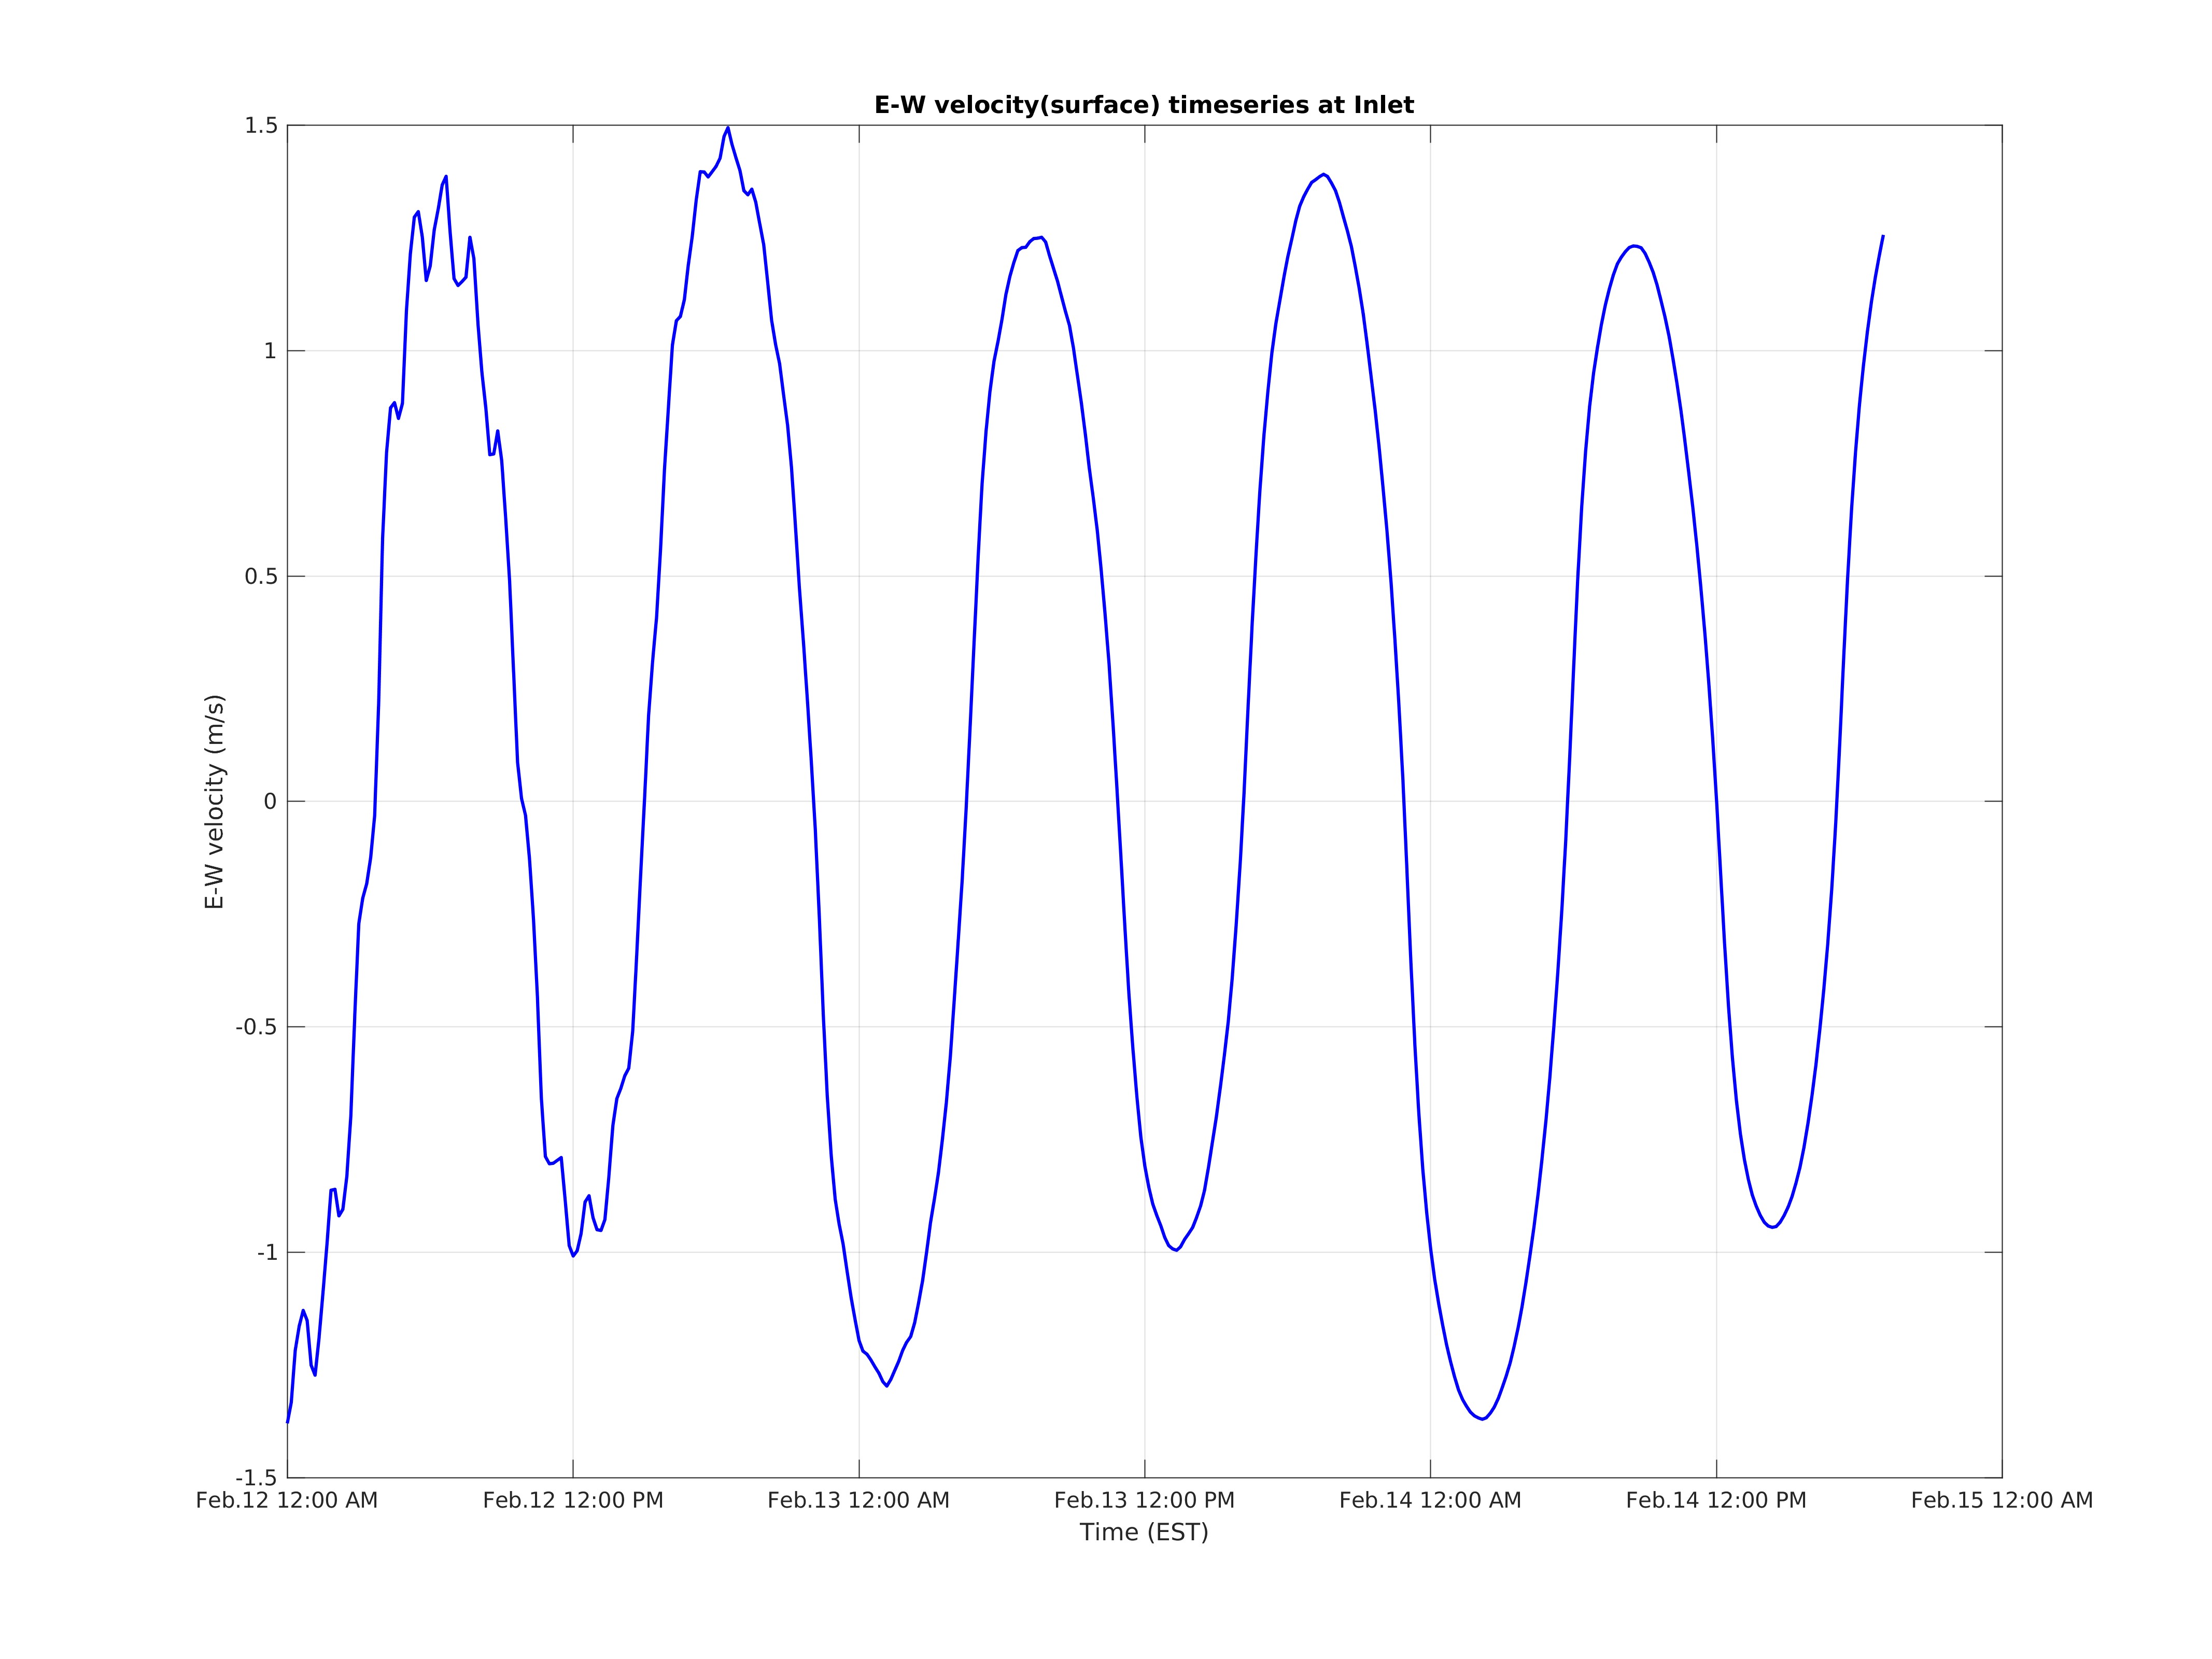 E-W velocity(surface) timeseries at Inlet
1.5
1
0.5
0
-0.5
-1
-1.5
E-W velocity (m/s)
Feb.12 12:00 AM Feb.12 12:00 PM Feb.13 12:00 AM Feb.13 12:00 PM Feb.14 12:00 AM Feb.14 12:00 PM Feb.15 12:00 AM
Time (EST)